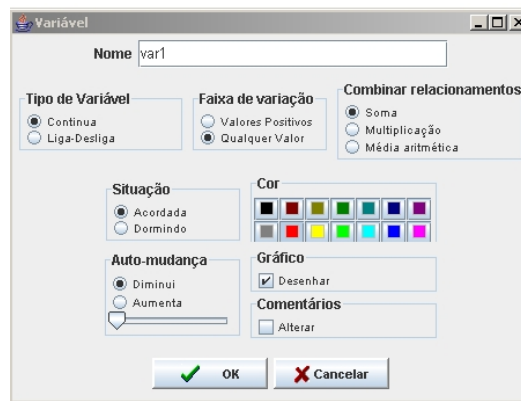 Variável
Nome var1
Tipo de Variável
Continua
Liga-Desliga
Faixa de variação
Valores Positivos
Qualquer Valor
Combinar relacionamentos
Soma
Multiplicação
Média aritmética
Situação
Acordada
Dormindo
Cor
Auto-mudança
Diminui
Aumenta
Gráfico
Desenhar
Comentários
Alterar
OK
Cancelar